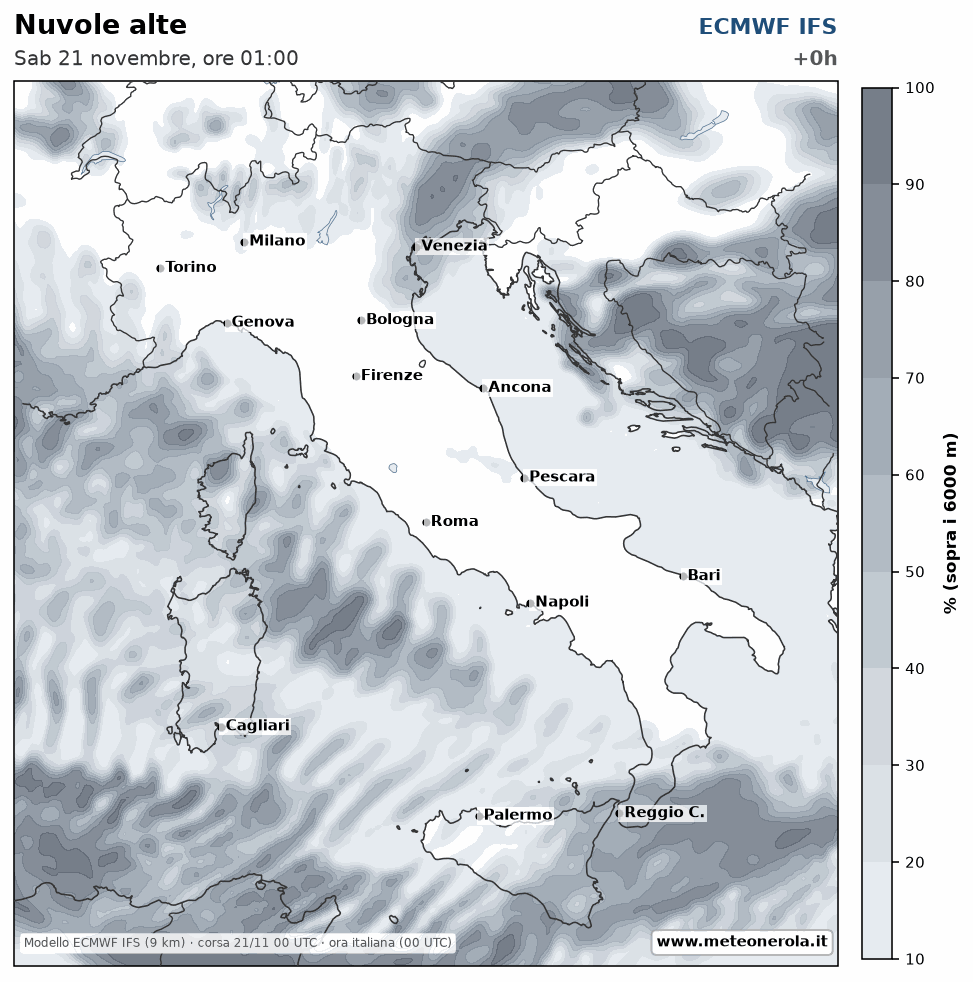 Nuvole alte
ECMWF IFS
Sab 21 novembre, ore 01:00
+0h
Milano
Venezia
Torino
Genova
Bologna
Firenze
Ancona
Pescara
Roma
Bari
Napoli
Cagliari
Palermo
Reggio C.
100
90
80
70
60
50
40
30
20
10
% (sopra i 6000 m)
Modello ECMWF IFS (9 km) · corsa 21/11 00 UTC · ora italiana (00 UTC)
www.meteonerola.it